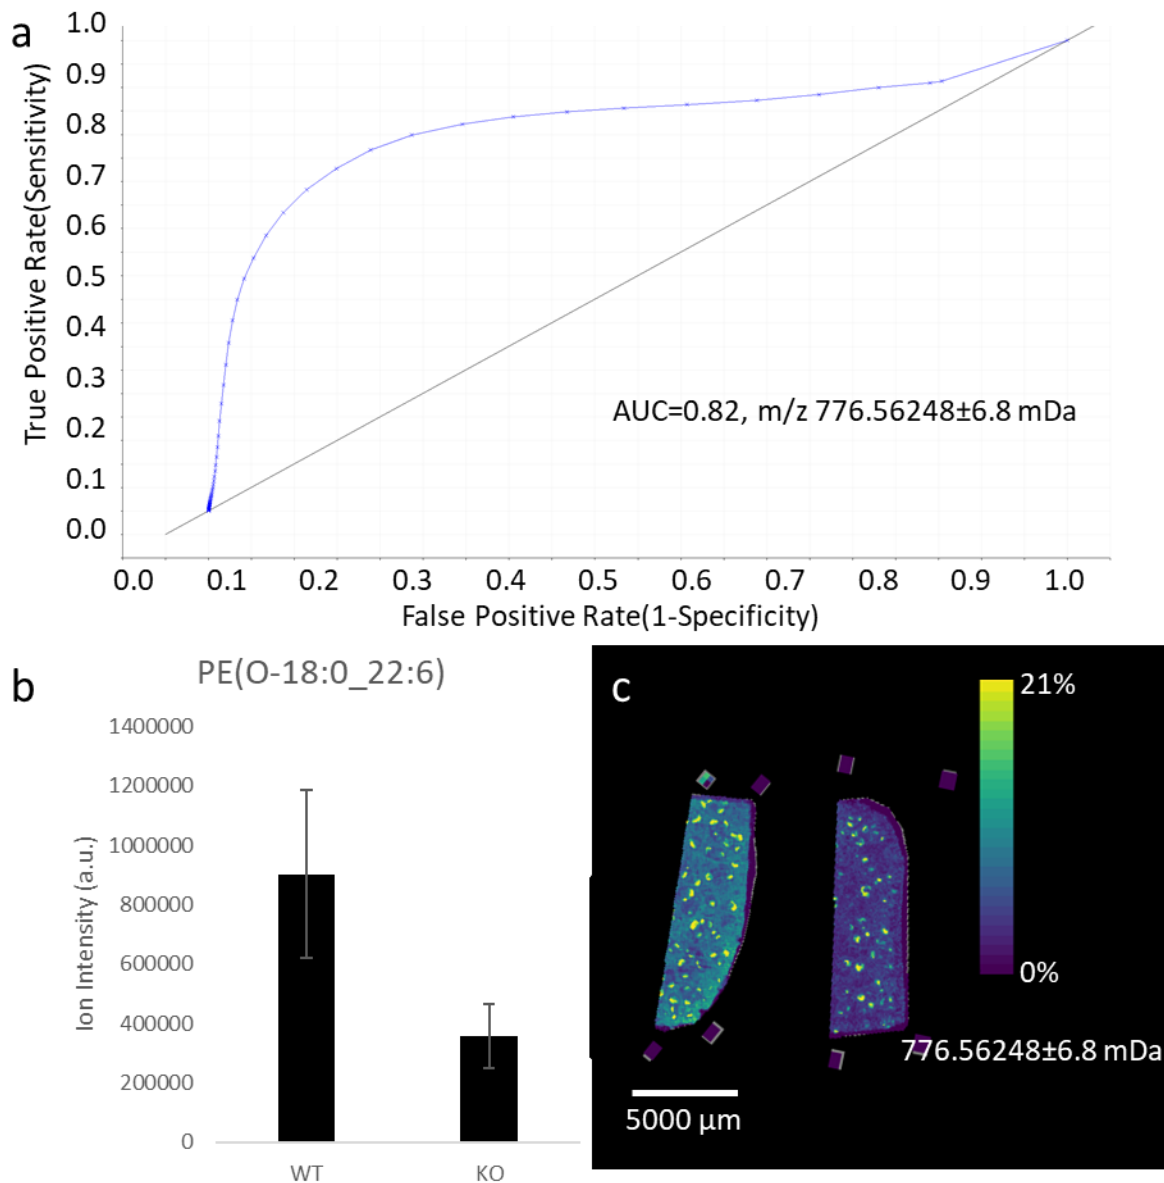 a
True Positive Rate(Sensitivity)
1.0
0.9
0.8
0.7
0.6
0.5
0.4
0.3
0.2
0.1
0.0
AUC=0.82, m/z 776.56248±6.8 mDa
0.0 0.1 0.2 0.3 0.4 0.5 0.6 0.7 0.8 0.9 1.0
False Positive Rate(1-Specificity)
b
PE(O-18:0_22:6)
Ion Intensity (a.u.)
1400000
1200000
1000000
800000
600000
400000
200000
0
WT KO
c
21%
0%
776.56248±6.8 mDa
5000 µm